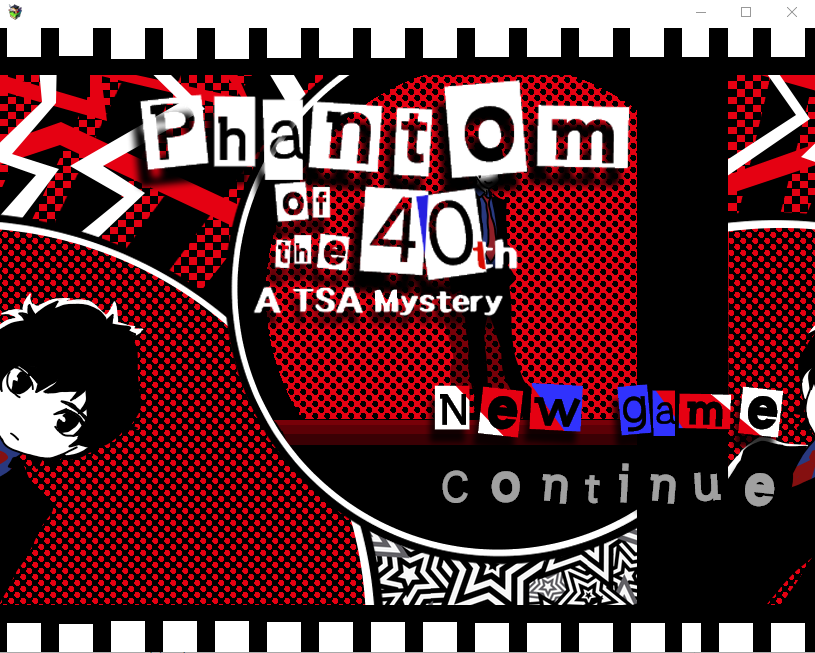 Phantom
of
the 40th
A TSA Mystery
New game
Continue